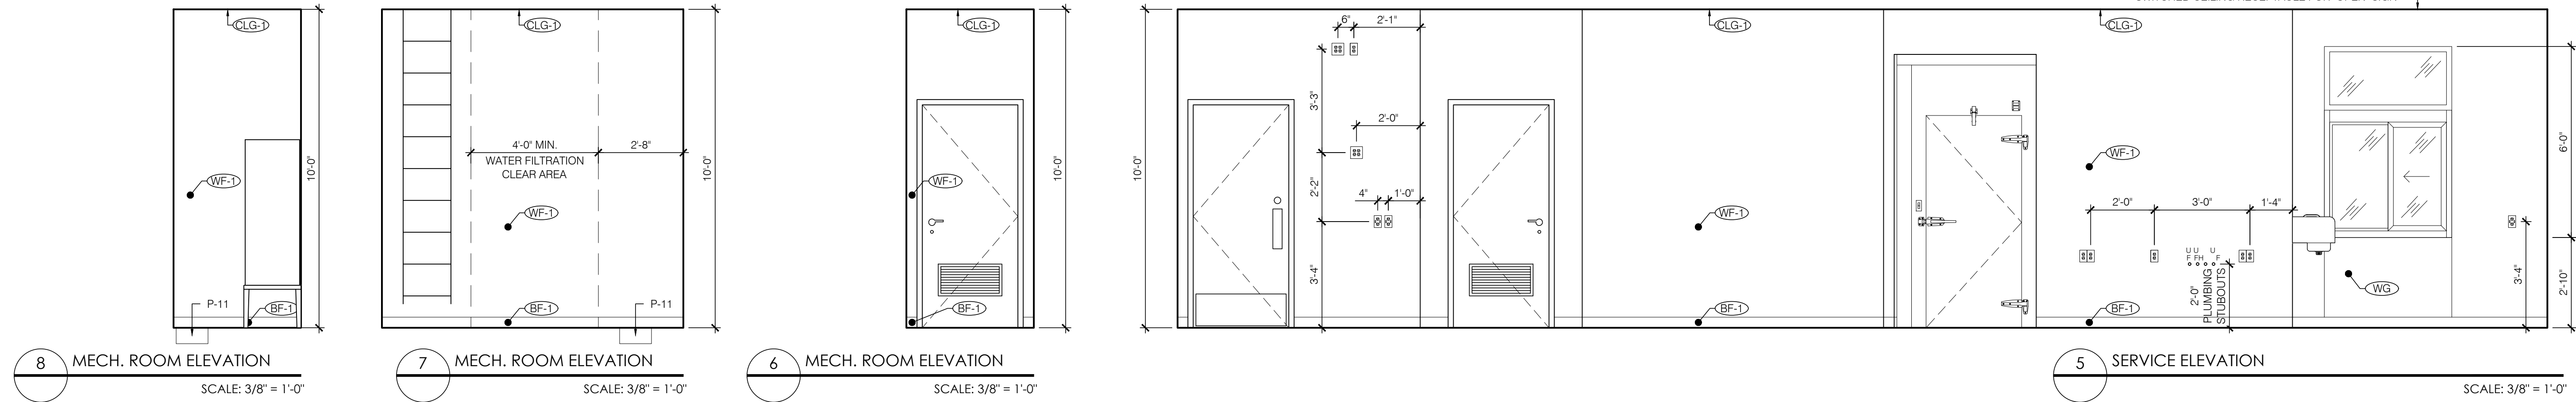 CLG-1
WF-1
10'-0"
P-11
BF-1
8
MECH. ROOM ELEVATION
SCALE: 3/8" = 1'-0"
CLG-1
4'-0" MIN.
2'-8"
WATER FILTRATION
CLEAR AREA
10'-0"
WF-1
BF-1
P-11
7
MECH. ROOM ELEVATION
SCALE: 3/8" = 1'-0"
CLG-1
WF-1
10'-0"
BF-1
6
MECH. ROOM ELEVATION
SCALE: 3/8" = 1'-0"
10'-0"
6"
2'-1"
3'-3"
2'-0"
2'-2"
4"
1'-0"
3'-4"
CLG-1
WF-1
BF-1
CLG-1
WF-1
2'-0"
3'-0"
1'-4"
U U U
F FH F
2'-0"
PLUMBING
STUBOUTS
BF-1
WG
6'-0"
3'-4"
2'-10"
5
SERVICE ELEVATION
SCALE: 3/8" = 1'-0"